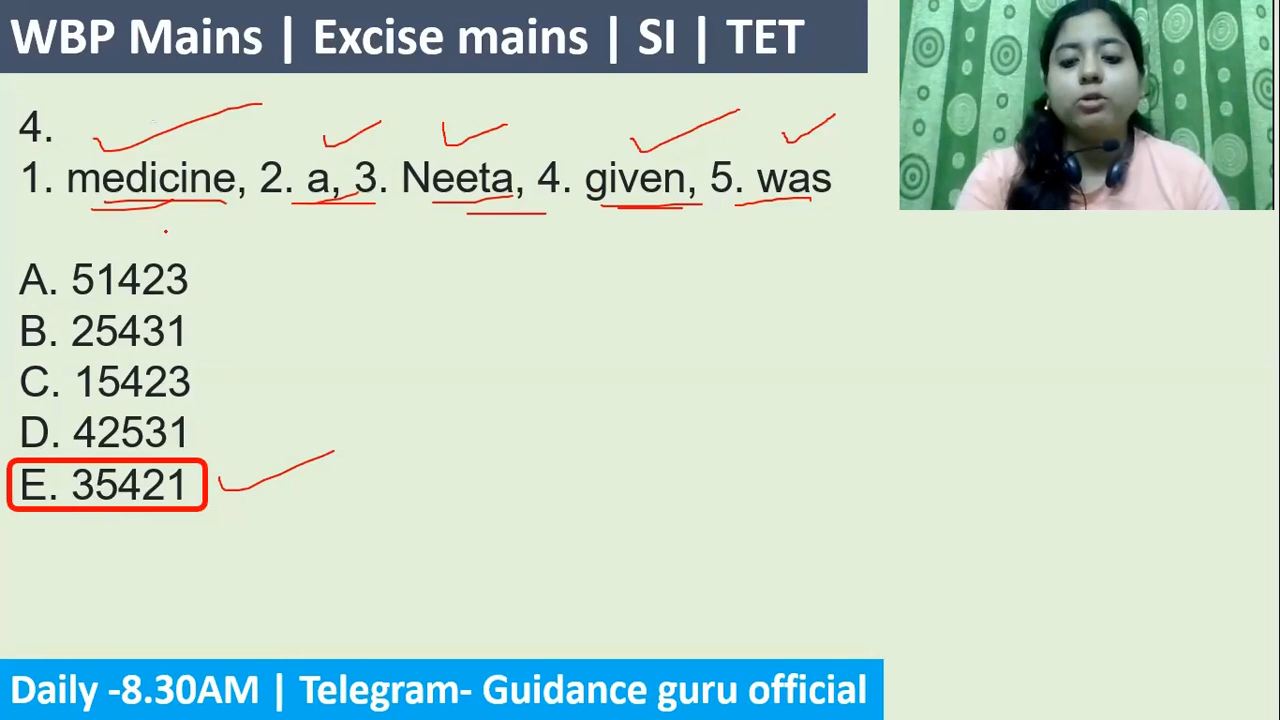 WBP Mains | Excise mains | SI | TET
4.
1. medicine, 2. a, 3. Neeta, 4. given, 5. was
A. 51423
B. 25431
C. 15423
D. 42531
E. 35421
Daily -8.30AM | Telegram- Guidance guru official